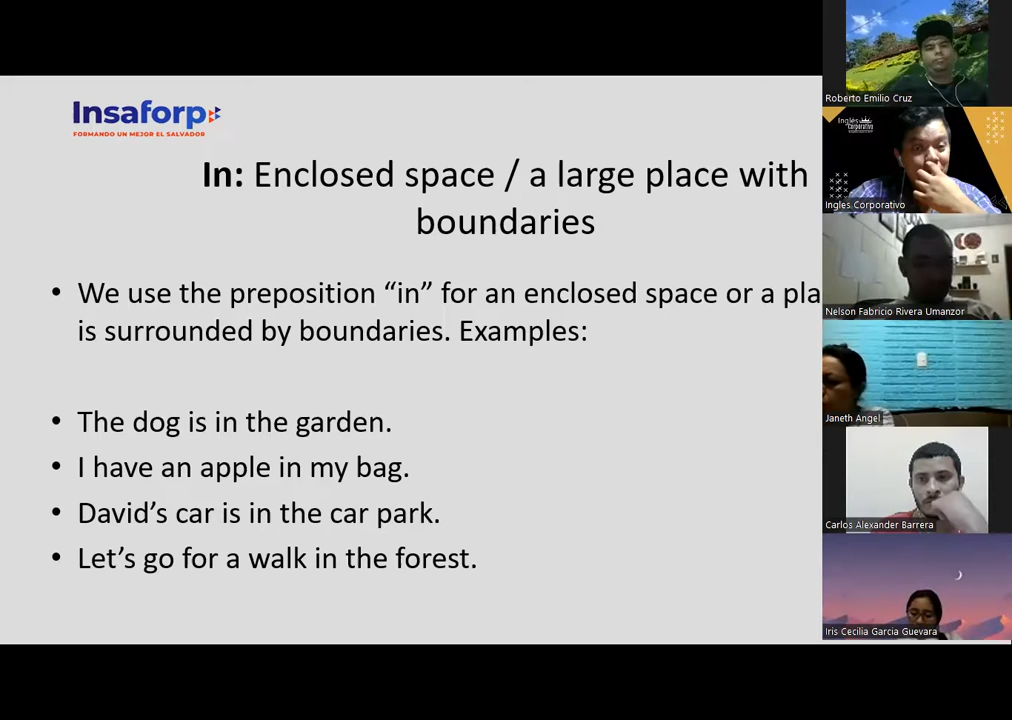 Insaforp
FORMANDO UN MEJOR EL SALVADOR
In: Enclosed space / a large place with
boundaries
• We use the preposition “in” for an enclosed space or a pla
is surrounded by boundaries. Examples:
• The dog is in the garden.
• I have an apple in my bag.
• David’s car is in the car park.
• Let’s go for a walk in the forest.
Roberto Emilio Cruz
Inglés
Corporativo
Ingles Corporativo
Nelson Fabricio Rivera Umanzor
Janeth Angel
Carlos Alexander Barrera
Iris Cecilia Garcia Guevara